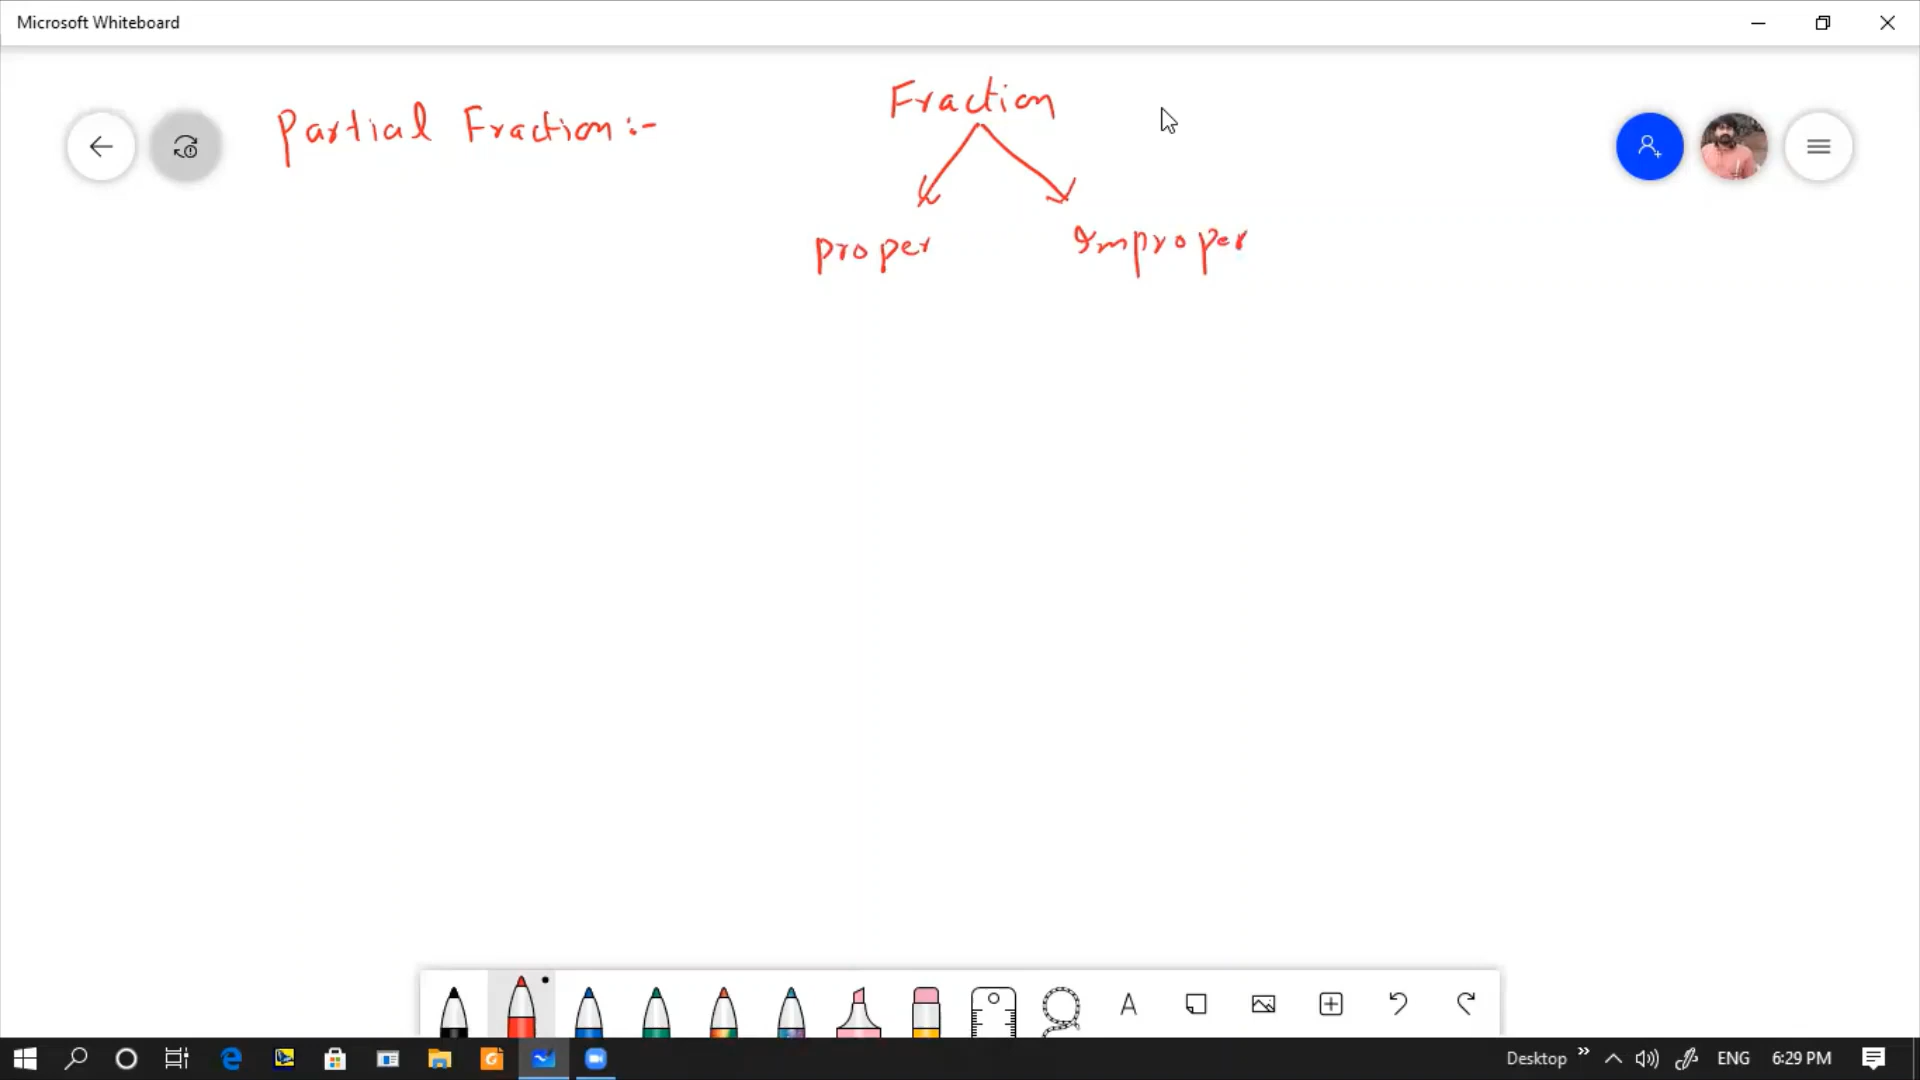 Microsoft Whiteboard
Partial Fraction :-
Fraction
proper
Improper
A
Desktop
ENG
6:29 PM